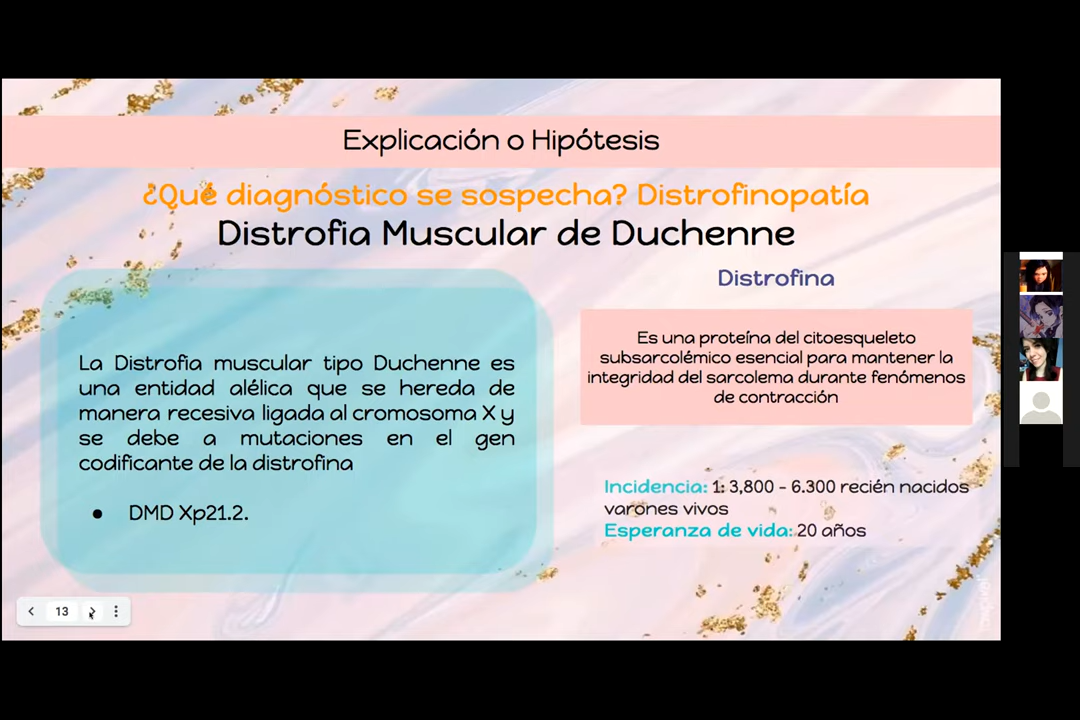 Explicación o Hipótesis
¿Qué diagnóstico se sospecha? Distrofinopatía
Distrofia Muscular de Duchenne
La Distrofia muscular tipo Duchenne es
una entidad alélica que se hereda de
manera recesiva ligada al cromosoma X y
se debe a mutaciones en el gen
codificante de la distrofina
● DMD Xp21.2.
Distrofina
Es una proteína del citoesqueleto
subsarcolémico esencial para mantener la
integridad del sarcolema durante fenómenos
de contracción
Incidencia: 1: 3,800 - 6.300 recién nacidos
varones vivos
Esperanza de vida: 20 años
13